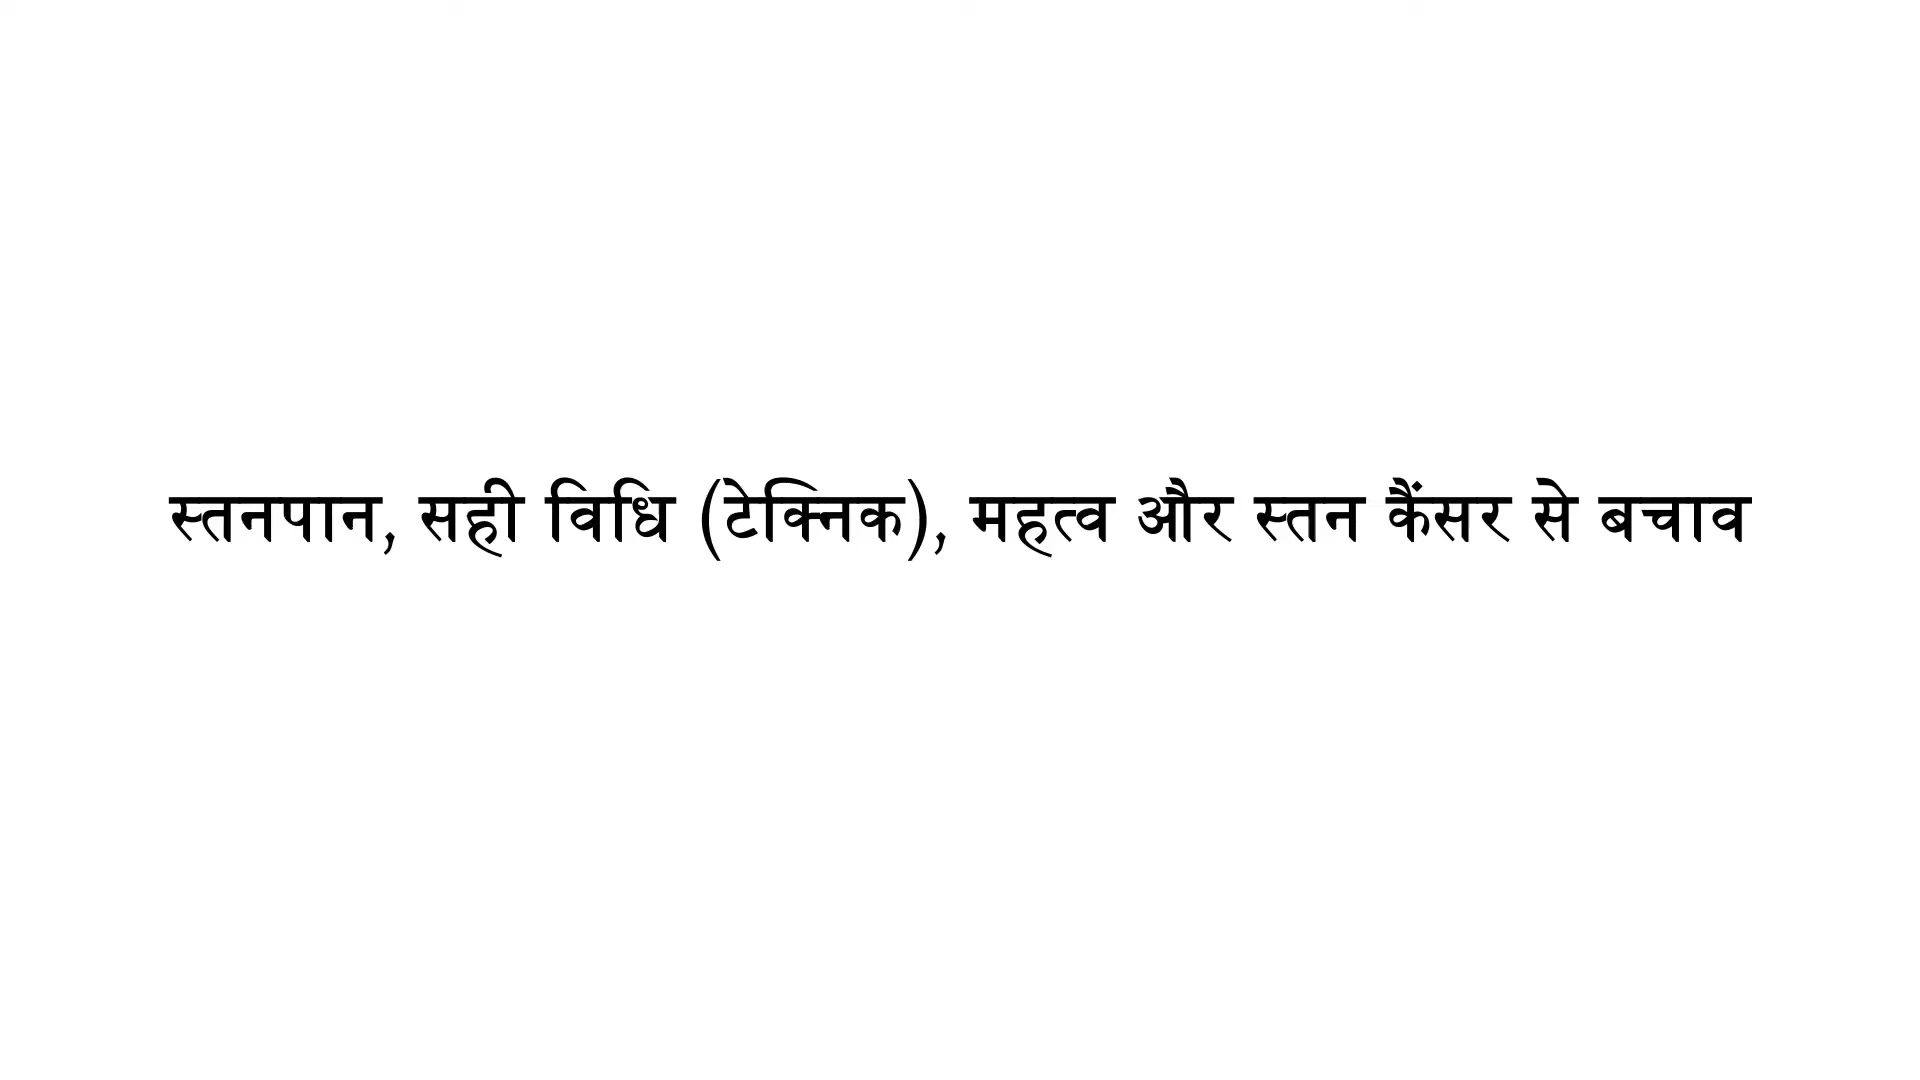 स्तनपान, सही विधि (टेक्निक), महत्व और स्तन कैंसर से बचाव